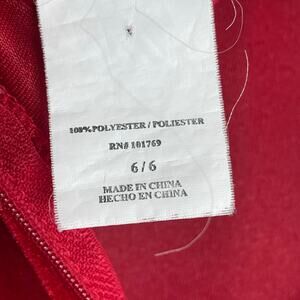 100% POLYESTER / POLIESTER
RN# 101769
6 / 6
MADE IN CHINA
HECHO EN CHINA